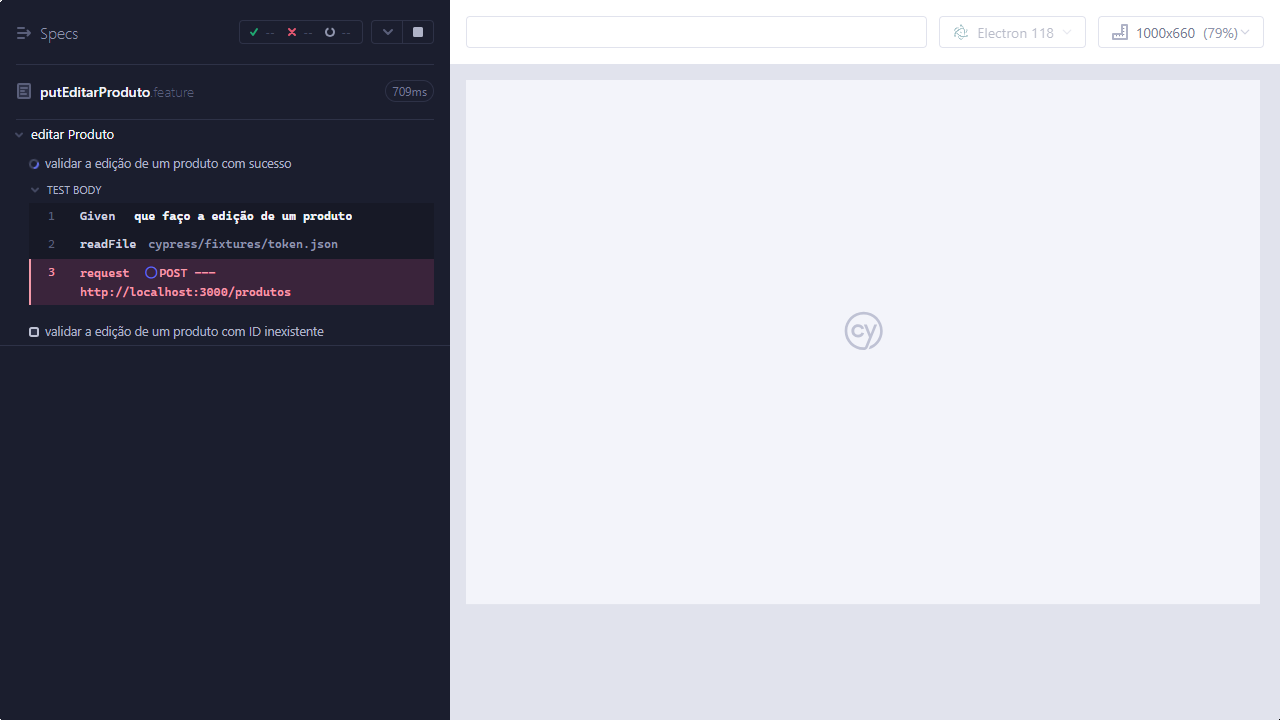 Specs
-- -- --
putEditarProduto.feature
709ms
editar Produto
validar a edição de um produto com sucesso
TEST BODY
1 Given que faço a edição de um produto
2 readFile cypress/fixtures/token.json
3 request POST ---
http://localhost:3000/produtos
validar a edição de um produto com ID inexistente
Electron 118
1000x660 (79%)
cy